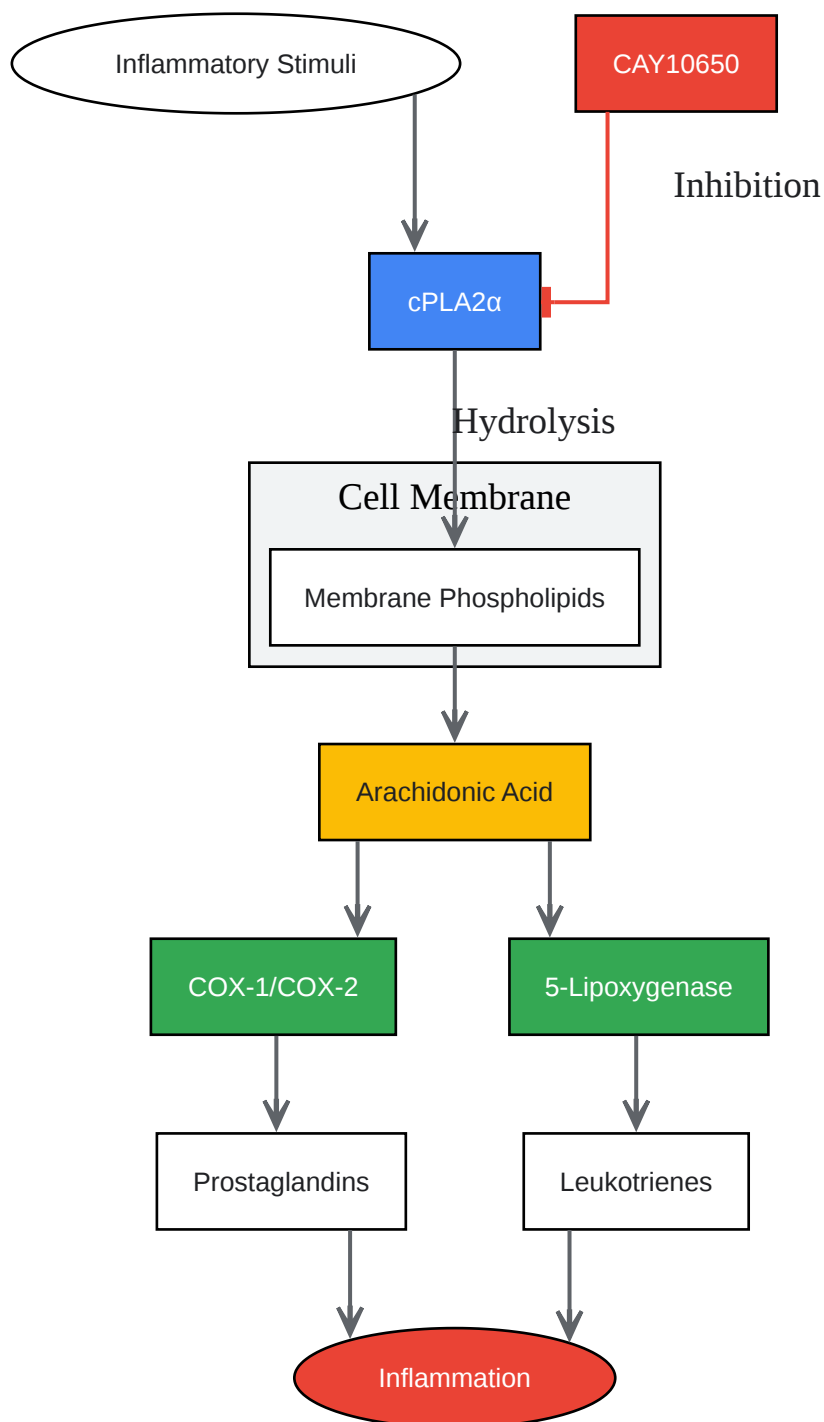 Inflammatory Stimuli
CAY10650
Inhibition
cPLA2α
Hydrolysis
Cell Membrane
Membrane Phospholipids
Arachidonic Acid
COX-1/COX-2
5-Lipoxygenase
Prostaglandins
Leukotrienes
Inflammation